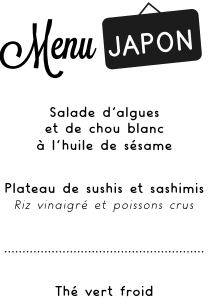 Menu JAPON
Salade d'algues
et de chou blanc
à l'huile de sésame
Plateau de sushis et sashimis
Riz vinaigré et poissons crus
Thé vert froid